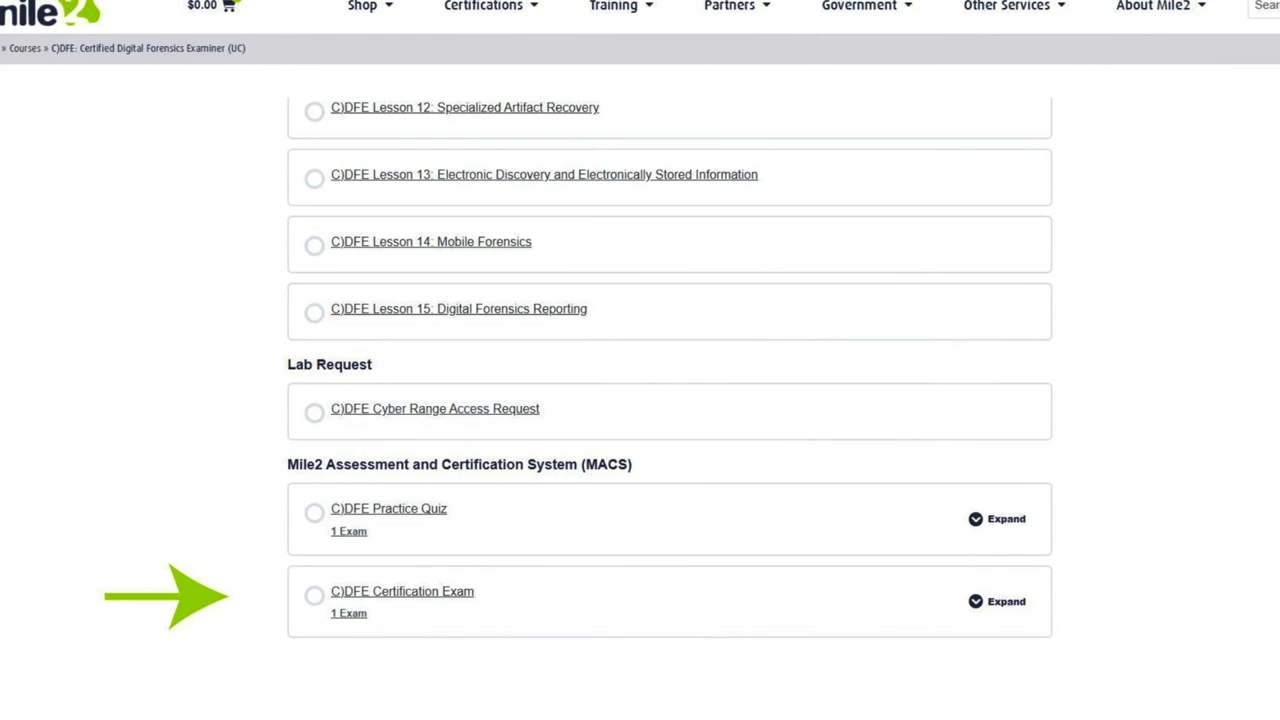 mile2
$0.00
Shop
Certifications
Training
Partners
Government
Other Services
About Mile2
Sear
» Courses » C)DFE: Certified Digital Forensics Examiner (UC)
C)DFE Lesson 12: Specialized Artifact Recovery
C)DFE Lesson 13: Electronic Discovery and Electronically Stored Information
C)DFE Lesson 14: Mobile Forensics
C)DFE Lesson 15: Digital Forensics Reporting
Lab Request
C)DFE Cyber Range Access Request
Mile2 Assessment and Certification System (MACS)
C)DFE Practice Quiz
1 Exam
Expand
C)DFE Certification Exam
1 Exam
Expand